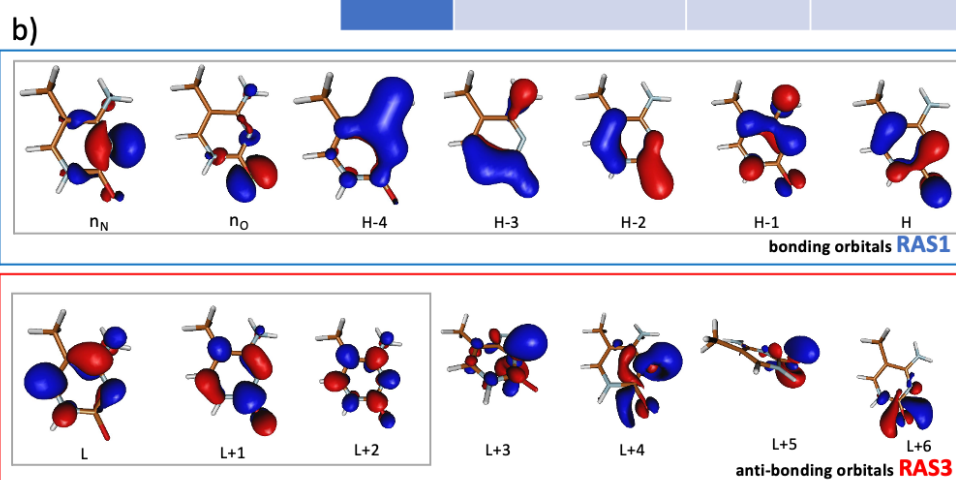 b)
nN nO H-4 H-3 H-2 H-1 H
bonding orbitals RAS1
L L+1 L+2 L+3 L+4 L+5 L+6
anti-bonding orbitals RAS3